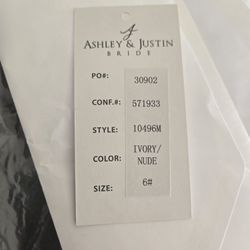 ASHLEY & JUSTIN
BRIDE
PO#: 30902
CONF.#: 571933
STYLE: 10496M
COLOR: IVORY/
NUDE
SIZE: 6#